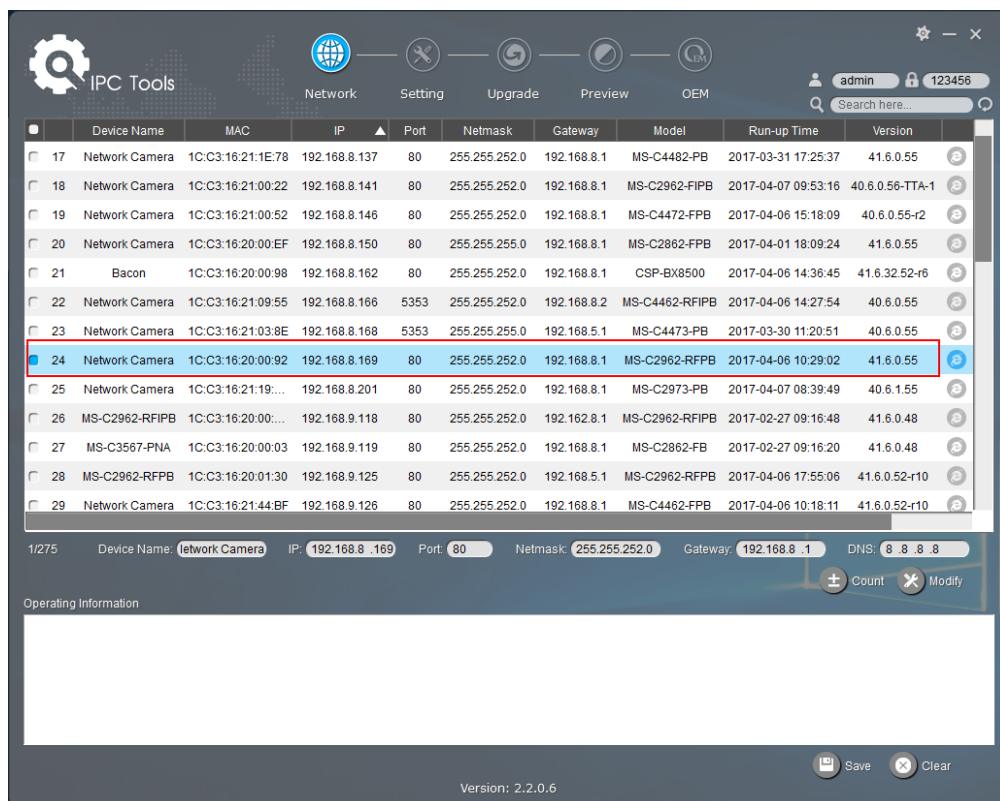 IPC Tools
Network Setting Upgrade Preview OEM
admin 123456
Search here...
Device Name MAC IP Port Netmask Gateway Model Run-up Time Version
17 Network Camera 1C:C3:16:21:1E:78 192.168.8.137 80 255.255.252.0 192.168.8.1 MS-C4482-PB 2017-03-31 17:25:37 41.6.0.55
18 Network Camera 1C:C3:16:21:00:22 192.168.8.141 80 255.255.252.0 192.168.8.1 MS-C2962-FIPB 2017-04-07 09:53:16 40.6.0.56-TTA-1
19 Network Camera 1C:C3:16:21:00:52 192.168.8.146 80 255.255.252.0 192.168.8.1 MS-C4472-FPB 2017-04-06 15:18:09 40.6.0.55-r2
20 Network Camera 1C:C3:16:20:00:EF 192.168.8.150 80 255.255.255.0 192.168.8.1 MS-C2862-FPB 2017-04-01 18:09:24 41.6.0.55
21 Bacon 1C:C3:16:20:00:98 192.168.8.162 80 255.255.252.0 192.168.8.1 CSP-BX8500 2017-04-06 14:36:45 41.6.32.52-r6
22 Network Camera 1C:C3:16:21:09:55 192.168.8.166 5353 255.255.252.0 192.168.8.2 MS-C4462-RFIPB 2017-04-06 14:27:54 40.6.0.55
23 Network Camera 1C:C3:16:21:03:8E 192.168.8.168 5353 255.255.255.0 192.168.5.1 MS-C4473-PB 2017-03-30 11:20:51 40.6.0.55
24 Network Camera 1C:C3:16:20:00:92 192.168.8.169 80 255.255.252.0 192.168.8.1 MS-C2962-RFPB 2017-04-06 10:29:02 41.6.0.55
25 Network Camera 1C:C3:16:21:19:... 192.168.8.201 80 255.255.252.0 192.168.8.1 MS-C2973-PB 2017-04-07 08:39:49 40.6.1.55
26 MS-C2962-RFIPB 1C:C3:16:20:00:... 192.168.9.118 80 255.255.252.0 192.162.8.1 MS-C2962-RFIPB 2017-02-27 09:16:48 41.6.0.48
27 MS-C3567-PNA 1C:C3:16:20:00:03 192.168.9.119 80 255.255.252.0 192.168.8.1 MS-C2862-FB 2017-02-27 09:16:20 41.6.0.48
28 MS-C2962-RFPB 1C:C3:16:20:01:30 192.168.9.125 80 255.255.252.0 192.168.5.1 MS-C2962-RFPB 2017-04-06 17:55:06 41.6.0.52-r10
29 Network Camera 1C:C3:16:21:44:BF 192.168.9.126 80 255.255.252.0 192.168.8.1 MS-C4462-FPB 2017-04-06 10:18:11 41.6.0.52-r10
1/275 Device Name: letwork Camera IP: 192.168.8 .169 Port: 80 Netmask: 255.255.252.0 Gateway: 192.168.8 .1 DNS: 8 .8 .8 .8
Count Modify
Operating Information
Save Clear
Version: 2.2.0.6